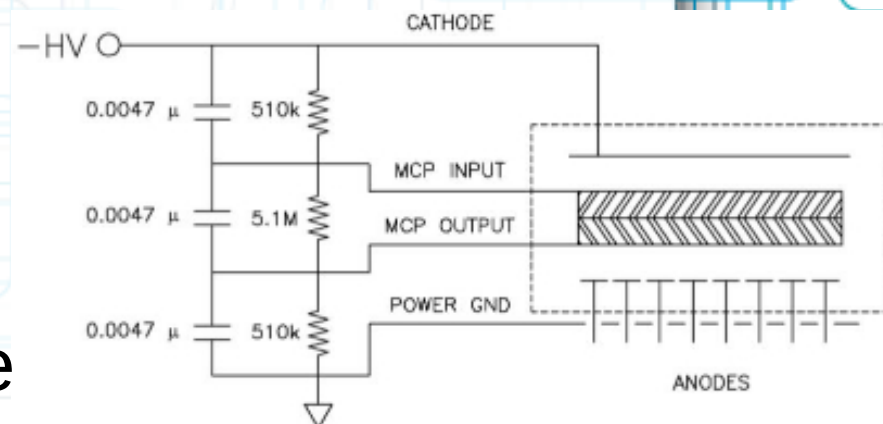 CATHODE
-HV
0.0047 μ 510k
MCP INPUT
0.0047 μ 5.1M
MCP OUTPUT
POWER GND
0.0047 μ 510k
e
ANODES